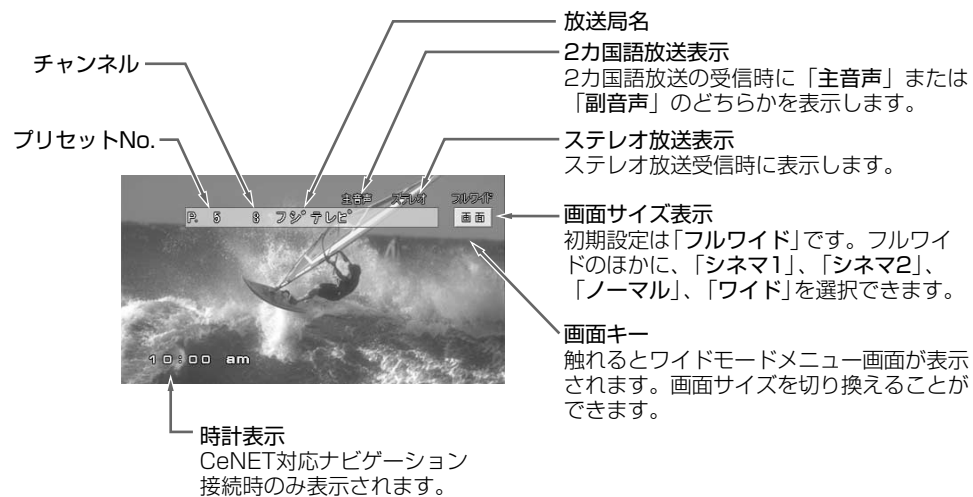 放送局名
2カ国語放送表示
2カ国語放送の受信時に「主音声」または
「副音声」のどちらかを表示します。
チャンネル
プリセットNo.
ステレオ放送表示
ステレオ放送受信時に表示します。
主音声 ステレオ フルワイド
P. 5 8 フジテレビ 画面
画面サイズ表示
初期設定は「フルワイド」です。フルワイ
ドのほかに、「シネマ1」、「シネマ2」、
「ノーマル」、「ワイド」を選択できます。
画面キー
触れるとワイドモードメニュー画面が表示
されます。画面サイズを切り換えることが
できます。
10:00 am
時計表示
CeNET対応ナビゲーション
接続時のみ表示されます。